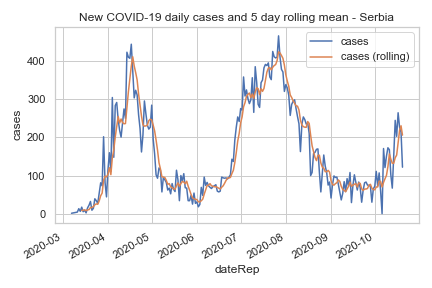 New COVID-19 daily cases and 5 day rolling mean - Serbia
cases
cases (rolling)
400
300
200
100
0
cases
2020-03
2020-04
2020-05
2020-06
2020-07
2020-08
2020-09
2020-10
dateRep